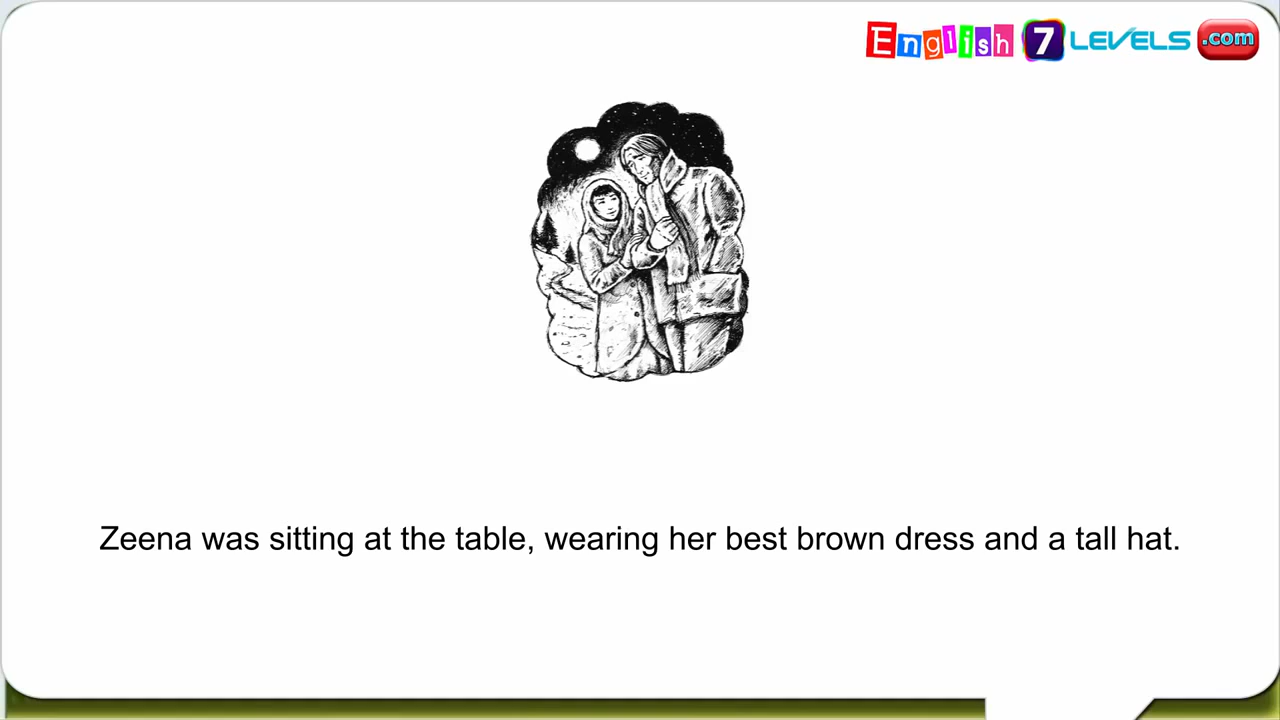 English 7 LEVELS .com
Zeena was sitting at the table, wearing her best brown dress and a tall hat.